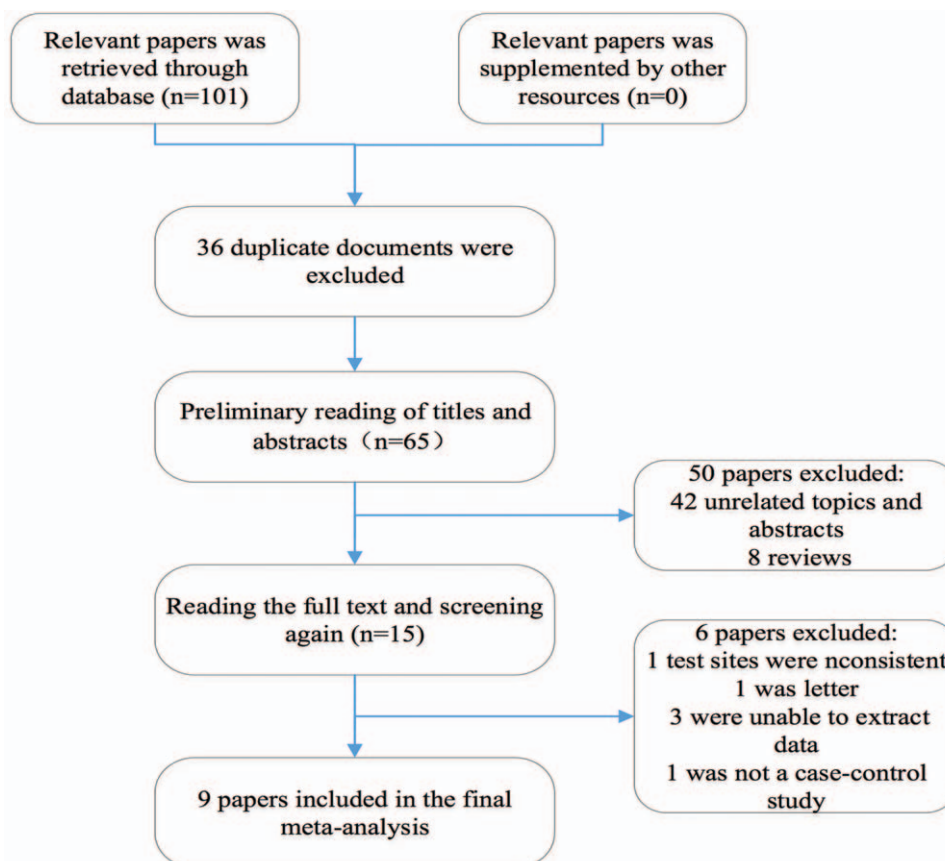 Relevant papers was
retrieved through
database (n=101)
Relevant papers was
supplemented by other
resources (n=0)
36 duplicate documents were
excluded
Preliminary reading of titles and
abstracts（n=65）
50 papers excluded:
42 unrelated topics and
abstracts
8 reviews
Reading the full text and screening
again (n=15)
6 papers excluded:
1 test sites were nconsistent
1 was letter
3 were unable to extract
data
1 was not a case-control
study
9 papers included in the final
meta-analysis